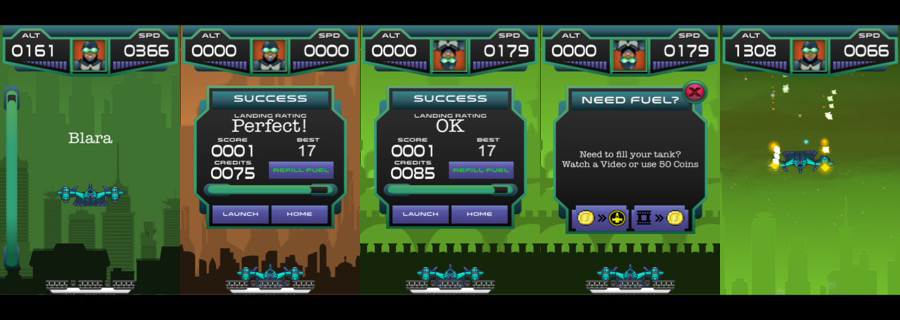 ALT
SPD
0161
0366
Blara
ALT
SPD
0000
0000
SUCCESS
LANDING RATING
Perfect!
SCORE
BEST
0001
17
CREDITS
0075
REFILL FUEL
LAUNCH
HOME
ALT
SPD
0000
0179
SUCCESS
LANDING RATING
OK
SCORE
BEST
0001
17
CREDITS
0085
REFILL FUEL
LAUNCH
HOME
ALT
SPD
0000
0179
NEED FUEL?
Need to fill your tank?
Watch a Video or use 50 Coins
ALT
SPD
1308
0066